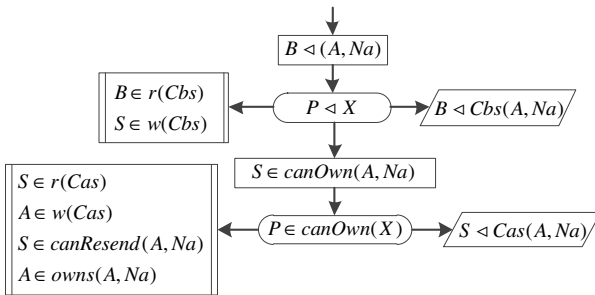 B ◃ (A, Na)
B ∈ r(Cbs)
S ∈ w(Cbs)
P ◃ X
B ◃ Cbs(A, Na)
S ∈ canOwn(A, Na)
S ∈ r(Cas)
A ∈ w(Cas)
S ∈ canResend(A, Na)
A ∈ owns(A, Na)
P ∈ canOwn(X)
S ◃ Cas(A, Na)